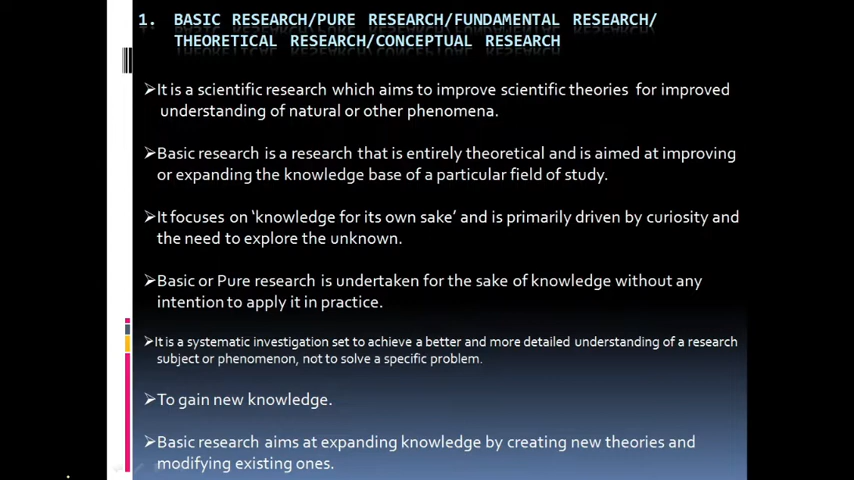 1. BASIC RESEARCH/PURE RESEARCH/FUNDAMENTAL RESEARCH/
THEORETICAL RESEARCH/CONCEPTUAL RESEARCH
➢It is a scientific research which aims to improve scientific theories for improved
understanding of natural or other phenomena.
➢Basic research is a research that is entirely theoretical and is aimed at improving
or expanding the knowledge base of a particular field of study.
➢It focuses on ‘knowledge for its own sake’ and is primarily driven by curiosity and
the need to explore the unknown.
➢Basic or Pure research is undertaken for the sake of knowledge without any
intention to apply it in practice.
➢It is a systematic investigation set to achieve a better and more detailed understanding of a research
subject or phenomenon, not to solve a specific problem.
➢To gain new knowledge.
➢Basic research aims at expanding knowledge by creating new theories and
modifying existing ones.